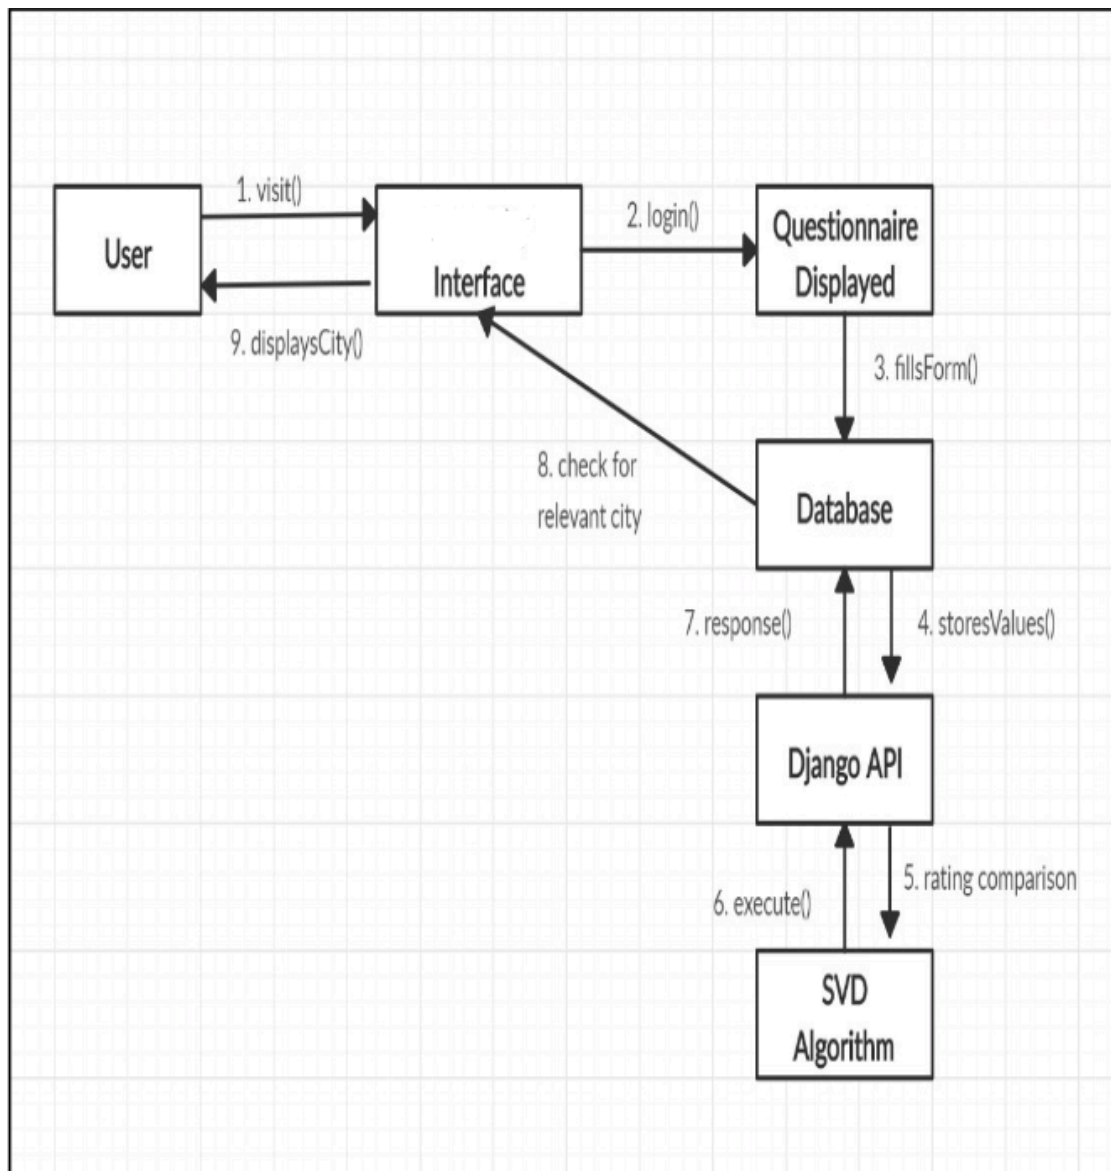 1. visit()
User
Interface
2. login()
Questionnaire
Displayed
9. displaysCity()
3. fillsForm()
8. check for
relevant city
Database
7. response()
4. storesValues()
Django API
6. execute()
5. rating comparison
SVD
Algorithm